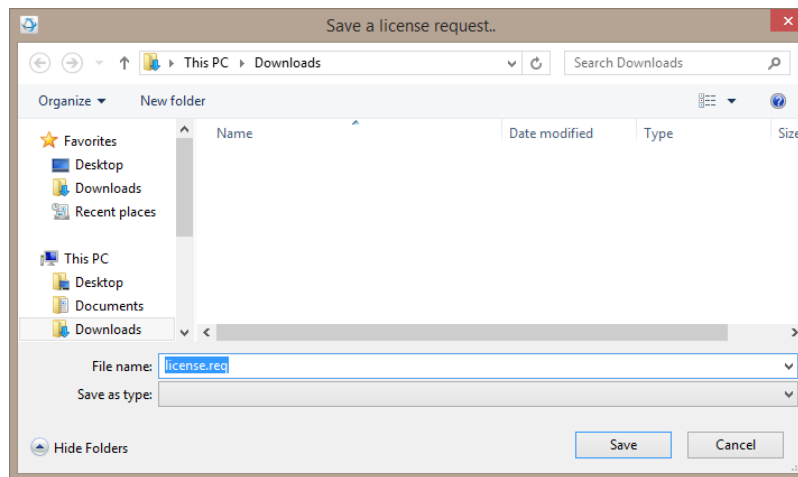 Save a license request..
This PC Downloads
Search Downloads
Organize New folder
Name Date modified Type Size
Favorites
Desktop
Downloads
Recent places
This PC
Desktop
Documents
Downloads
File name: license.req
Save as type:
Hide Folders Save Cancel